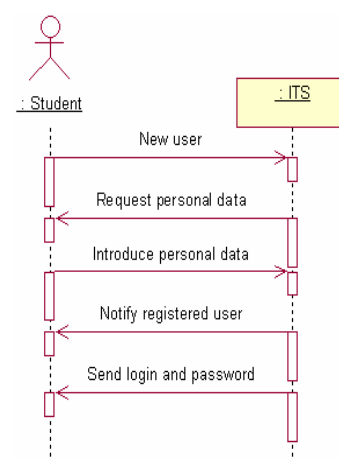 : Student
: ITS
New user
Request personal data
Introduce personal data
Notify registered user
Send login and password